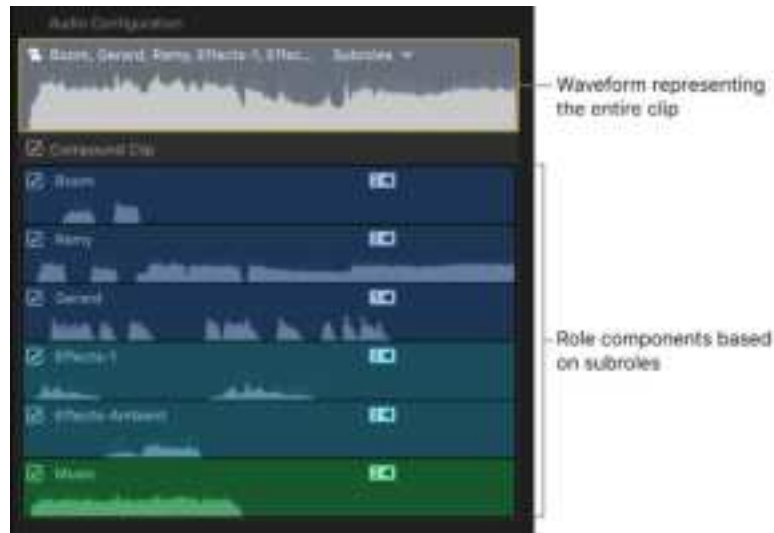 Audio Configuration
Boom, Gerard, Remy, Effects-1, Effec... Subroles
Waveform representing
the entire clip
Compound Clip
Boom
Remy
Gerard
Role components based
on subroles
Effects-1
Effects-Ambient
Music